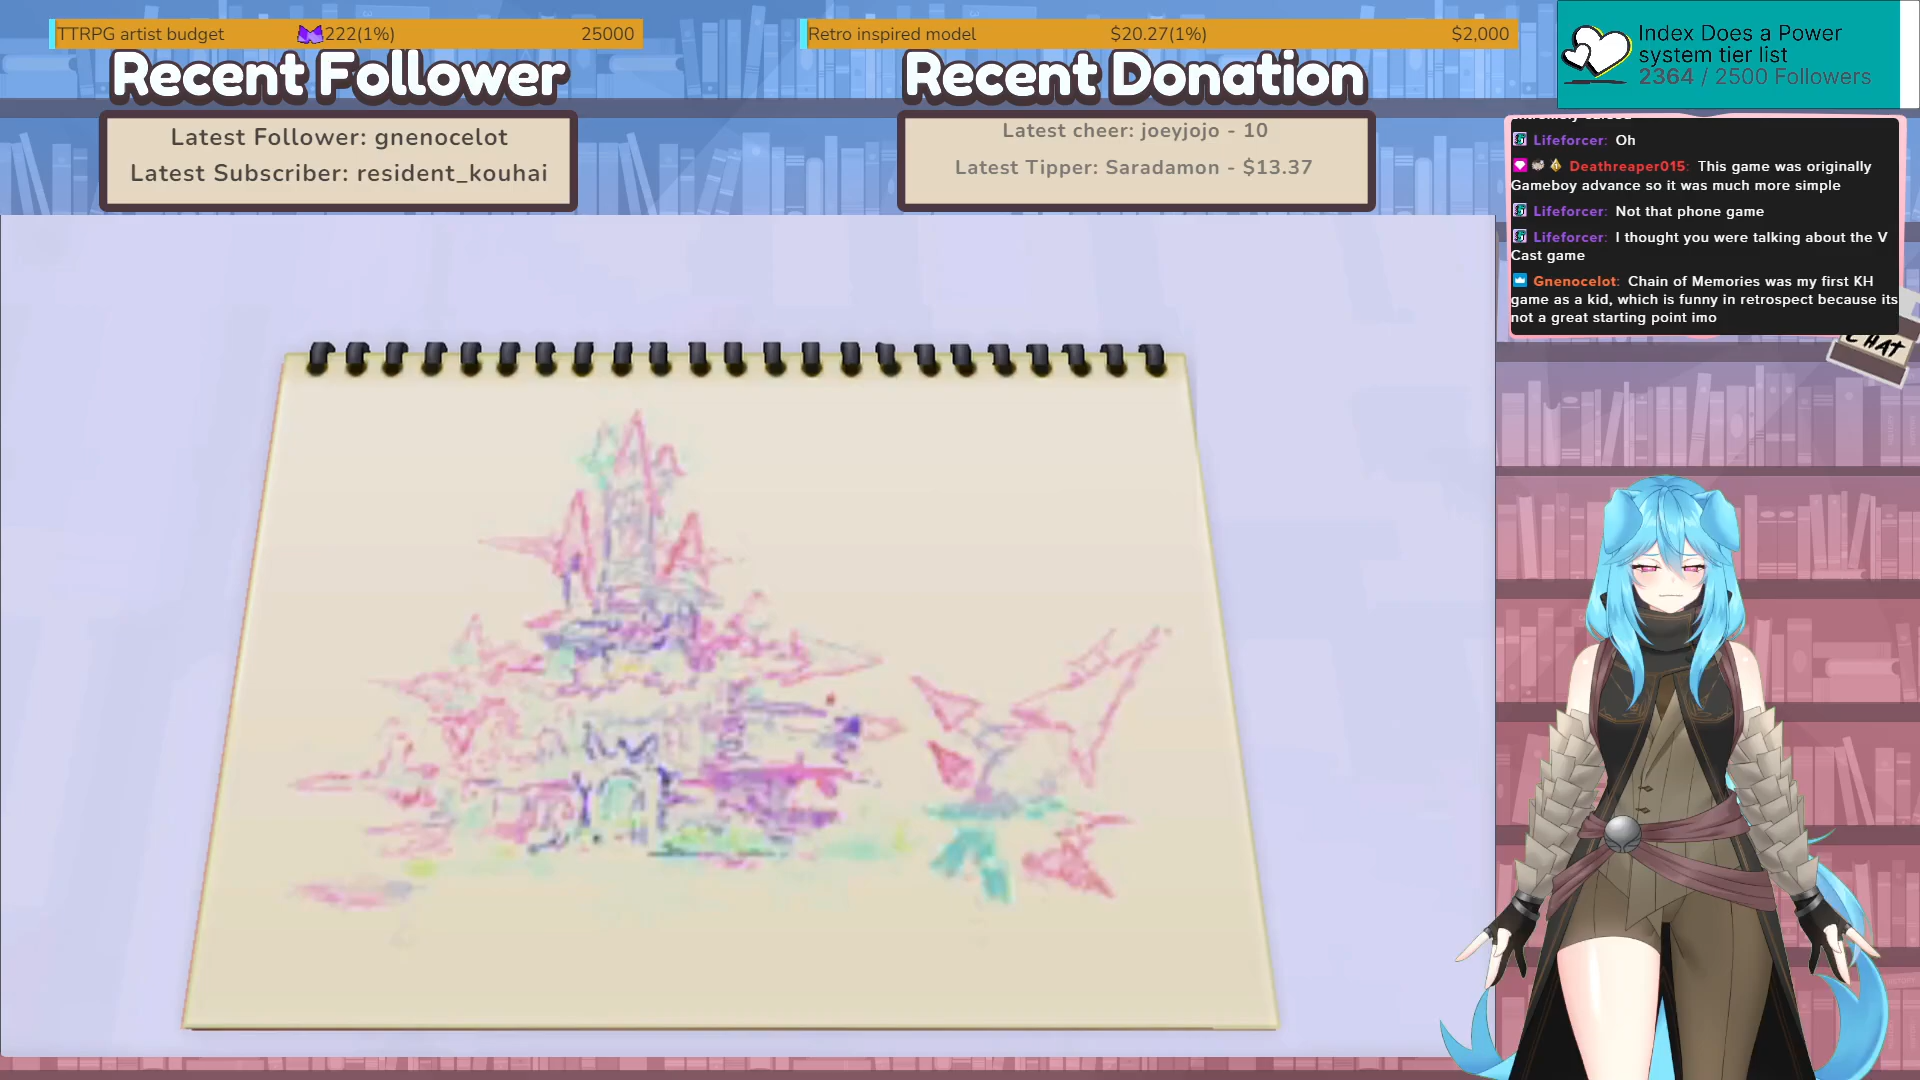 TTRPG artist budget 222(1%) 25000
Retro inspired model $20.27(1%) $2,000
Recent Follower
Latest Follower: gnenocelot
Latest Subscriber: resident_kouhai
Recent Donation
Latest cheer: joeyjojo - 10
Latest Tipper: Saradamon - $13.37
Index Does a Power
system tier list
2364 / 2500 Followers
Lifeforcer: Oh
Deathreaper015: This game was originally
Gameboy advance so it was much more simple
Lifeforcer: Not that phone game
Lifeforcer: I thought you were talking about the V
Cast game
Gnenocelot: Chain of Memories was my first KH
game as a kid, which is funny in retrospect because its
not a great starting point imo
CHAT